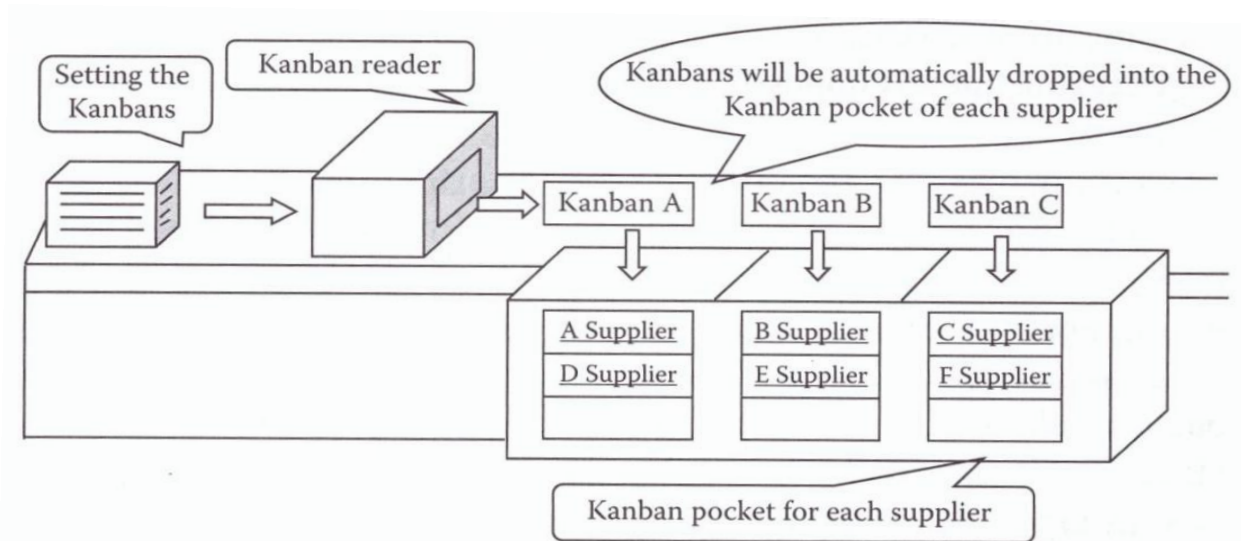 Setting the
Kanbans
Kanban reader
Kanbans will be automatically dropped into the
Kanban pocket of each supplier
Kanban A
Kanban B
Kanban C
A Supplier
B Supplier
C Supplier
D Supplier
E Supplier
F Supplier
Kanban pocket for each supplier